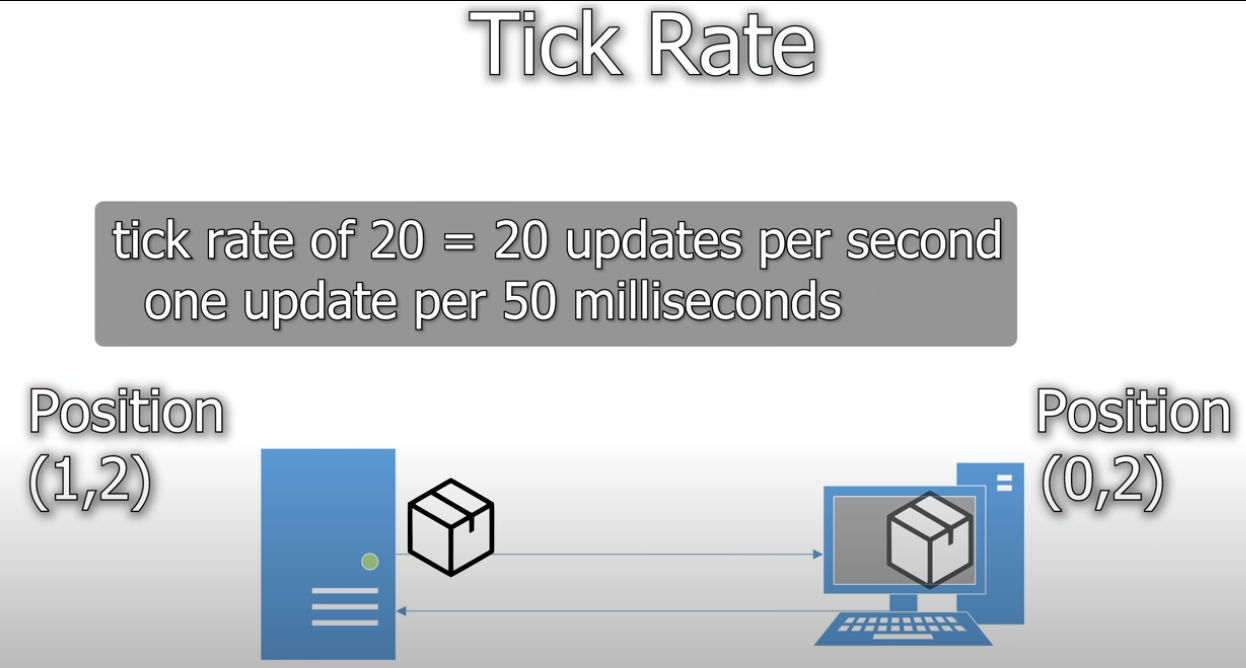 Tick Rate
tick rate of 20 = 20 updates per second
one update per 50 milliseconds
Position
(1,2)
Position
(0,2)